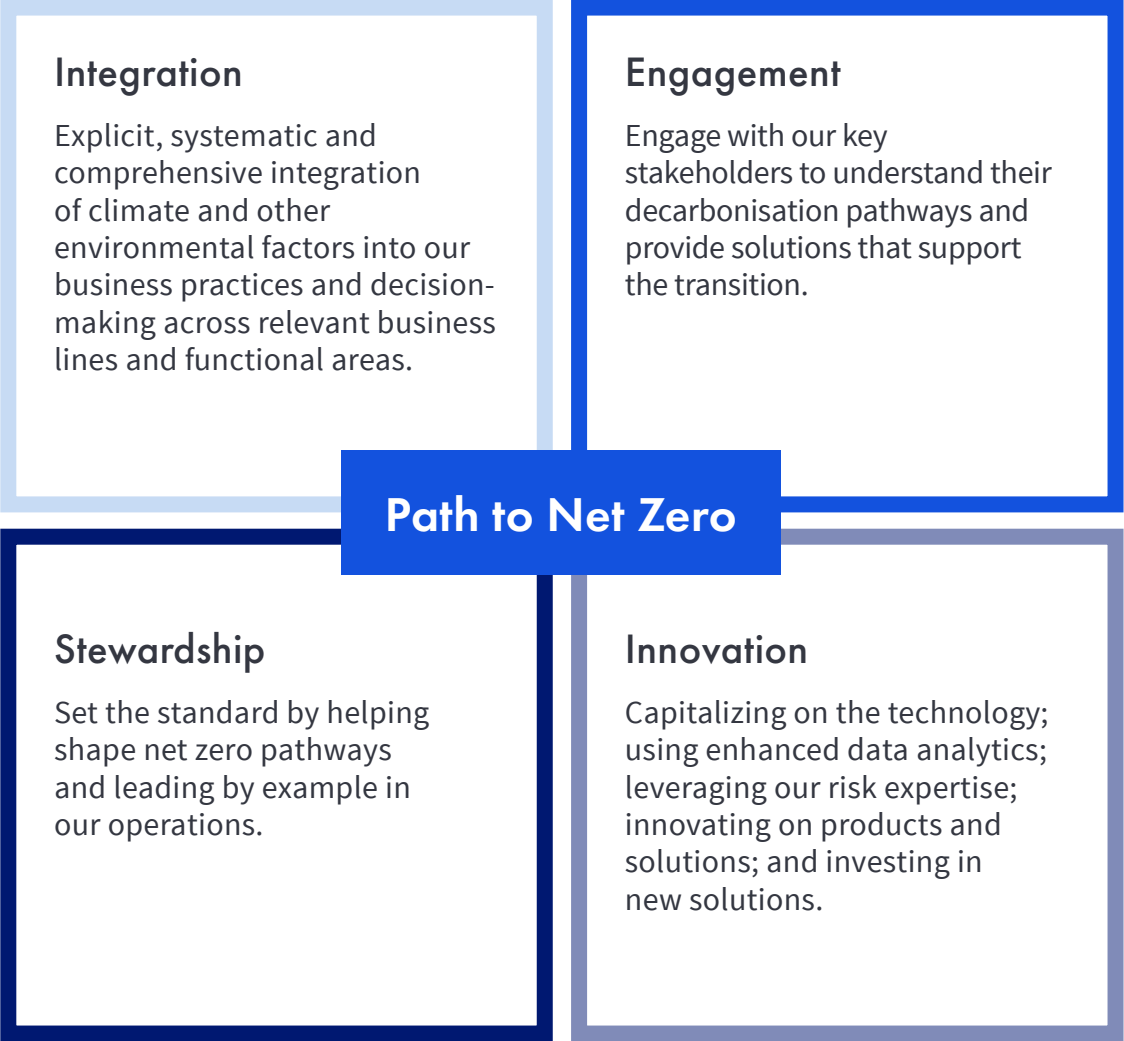 Integration
Explicit, systematic and
comprehensive integration
of climate and other
environmental factors into our
business practices and decision-
making across relevant business
lines and functional areas.
Engagement
Engage with our key
stakeholders to understand their
decarbonisation pathways and
provide solutions that support
the transition.
Path to Net Zero
Stewardship
Set the standard by helping
shape net zero pathways
and leading by example in
our operations.
Innovation
Capitalizing on the technology;
using enhanced data analytics;
leveraging our risk expertise;
innovating on products and
solutions; and investing in
new solutions.